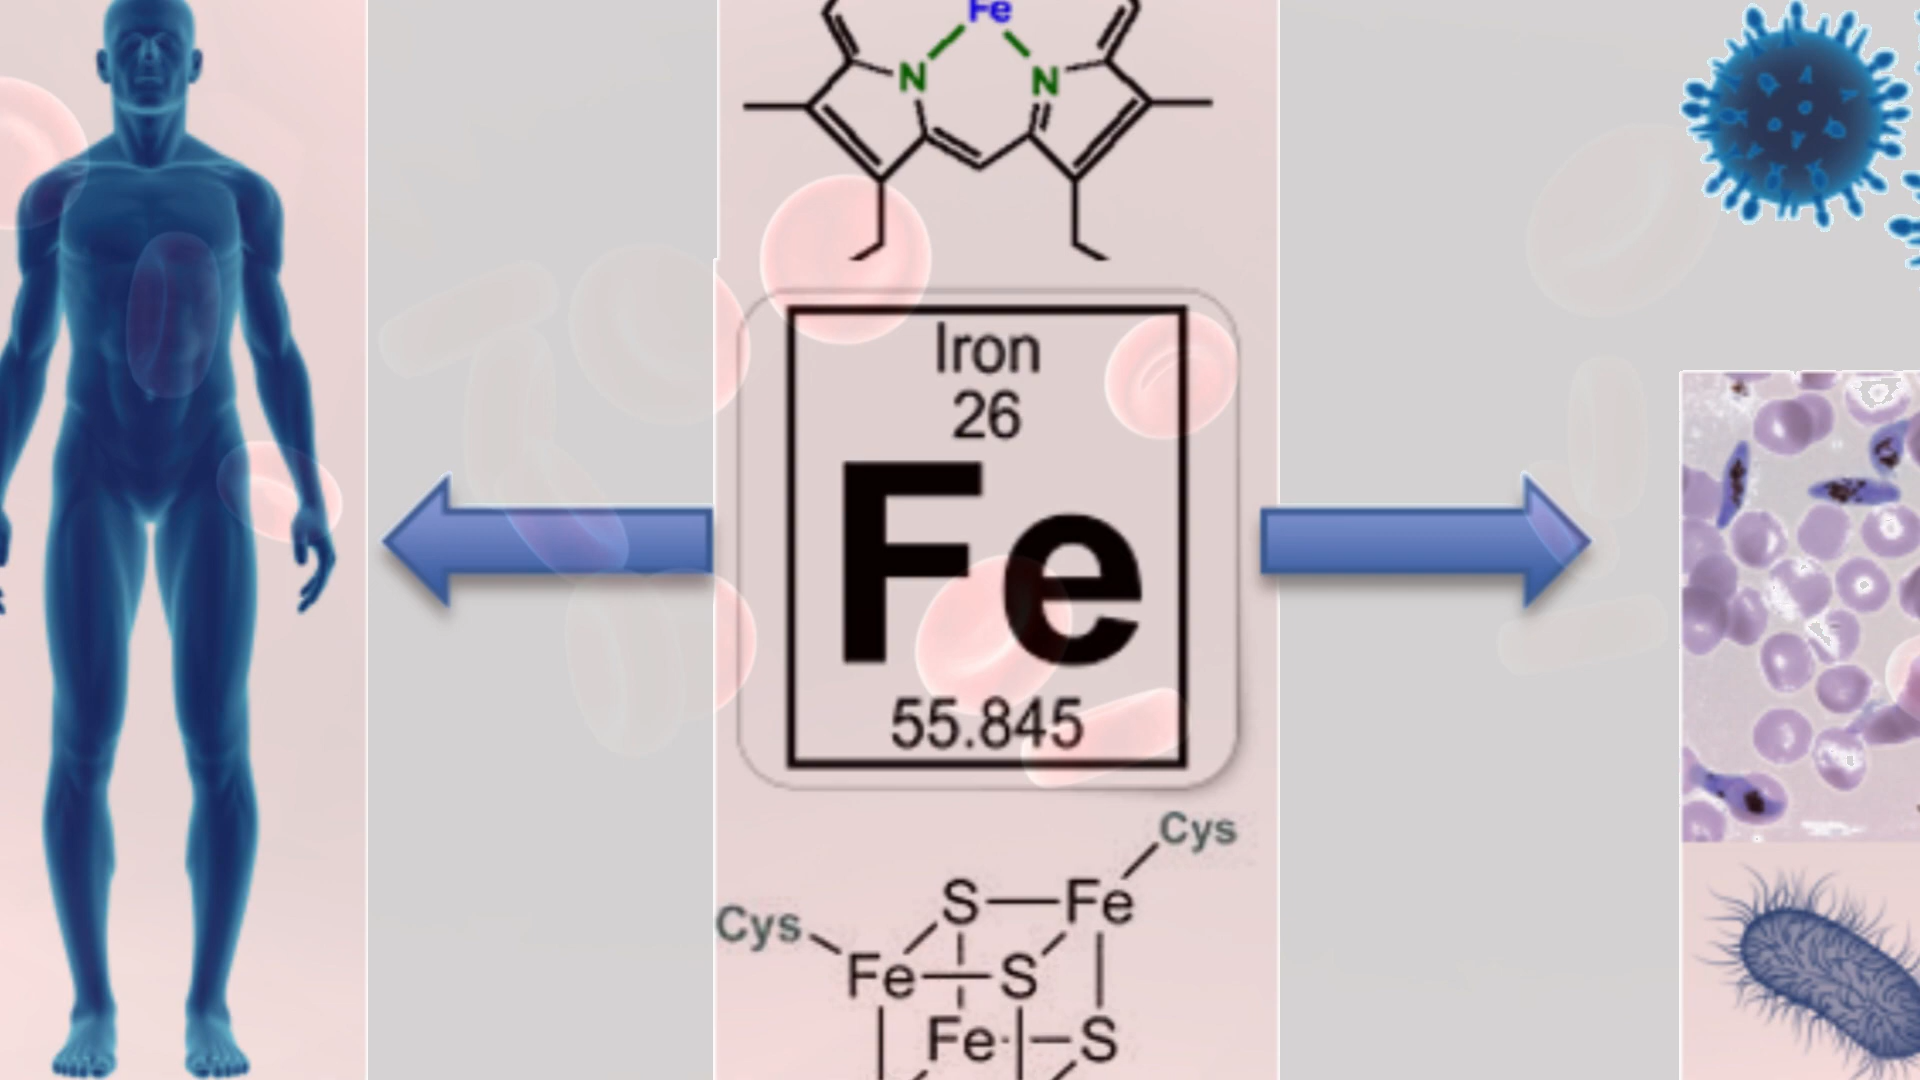 Fe
N N
Iron
26
Fe
55.845
Cys
S Fe
Cys
Fe S
Fe S